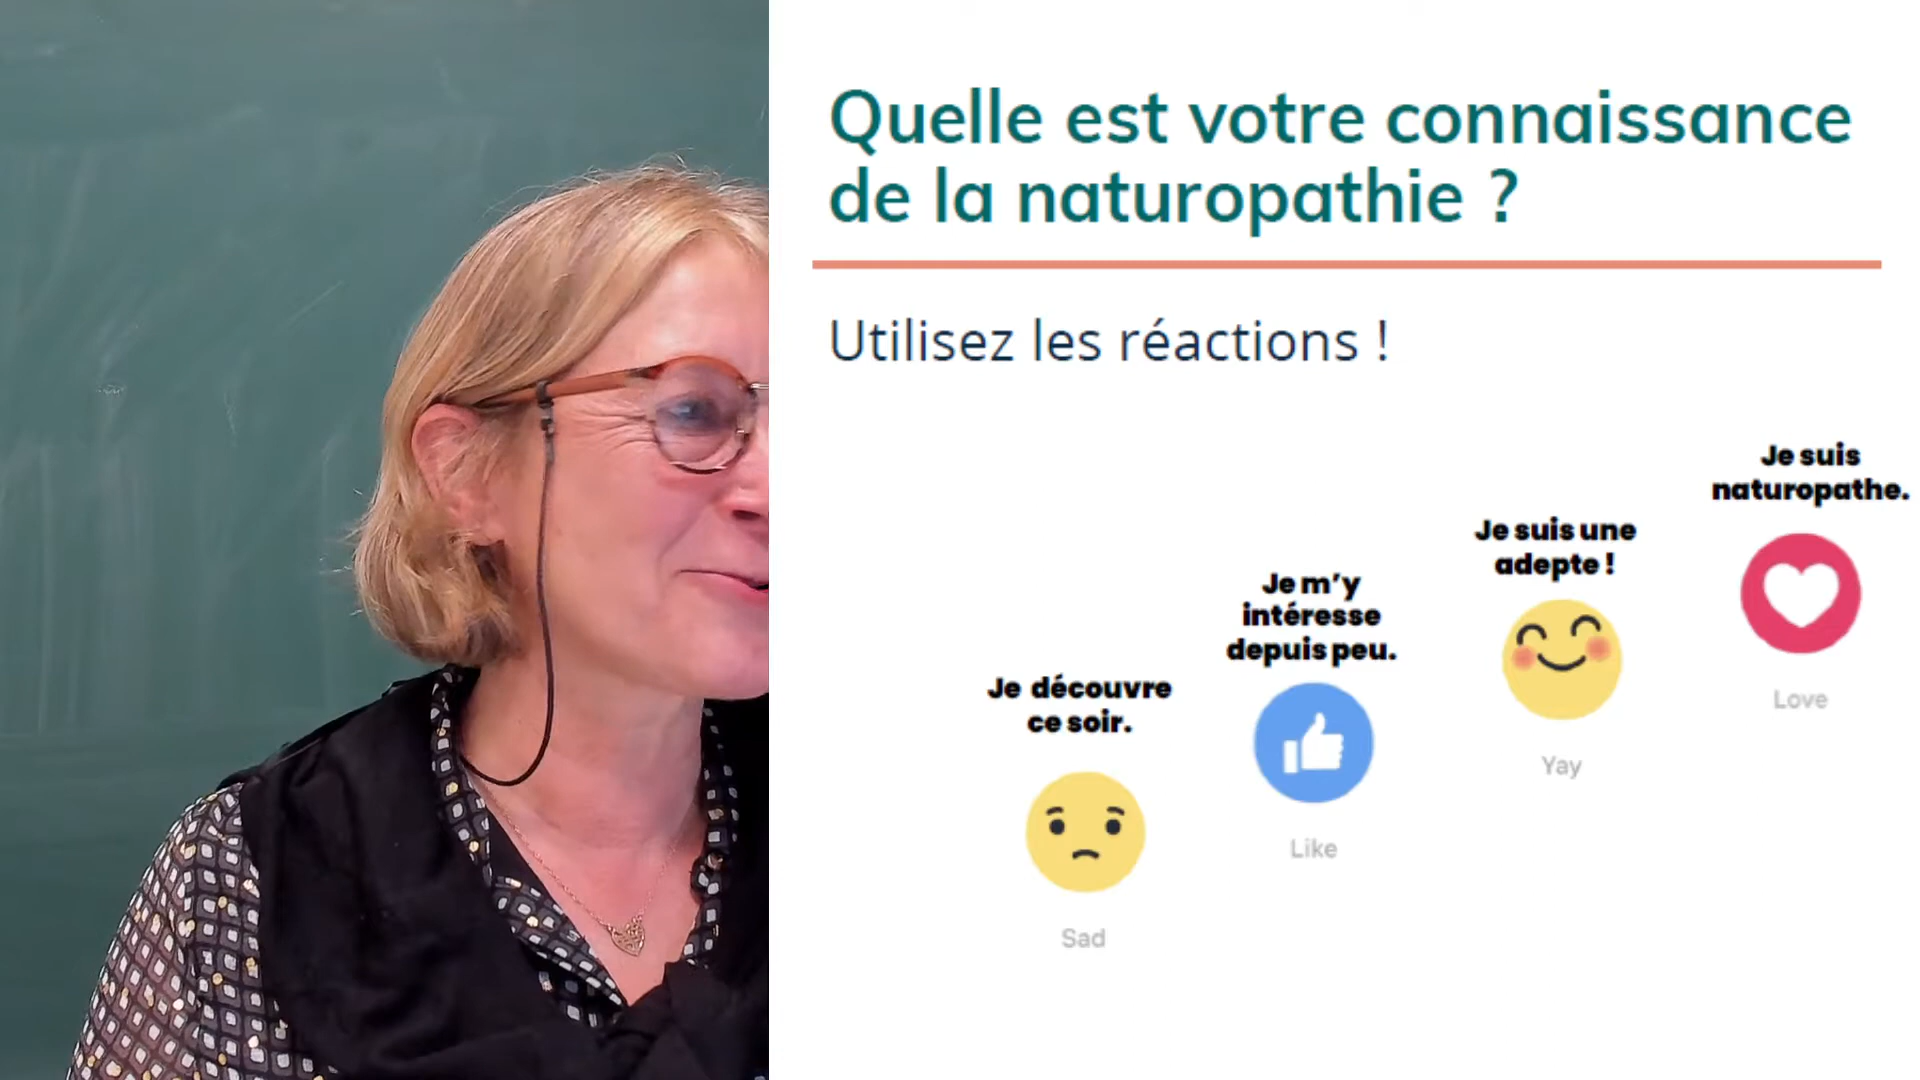 Quelle est votre connaissance
de la naturopathie ?
Utilisez les réactions !
Je découvre
ce soir.
Sad
Je m’y
intéresse
depuis peu.
Like
Je suis une
adepte !
Yay
Je suis
naturopathe.
Love